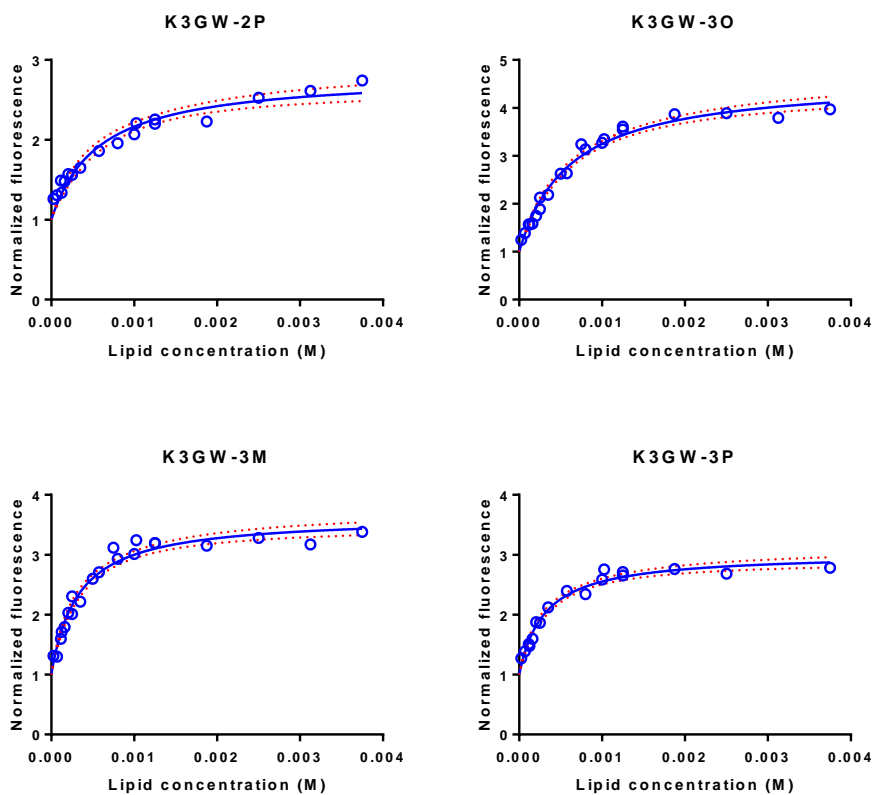 K3GW-2P
Normalized fluorescence
3
2
1
0
0.000 0.001 0.002 0.003 0.004
Lipid concentration (M)
K3GW-3O
Normalized fluorescence
5
4
3
2
1
0
0.000 0.001 0.002 0.003 0.004
Lipid concentration (M)
K3GW-3M
Normalized fluorescence
4
3
2
1
0
0.000 0.001 0.002 0.003 0.004
Lipid concentration (M)
K3GW-3P
Normalized fluorescence
4
3
2
1
0
0.000 0.001 0.002 0.003 0.004
Lipid concentration (M)